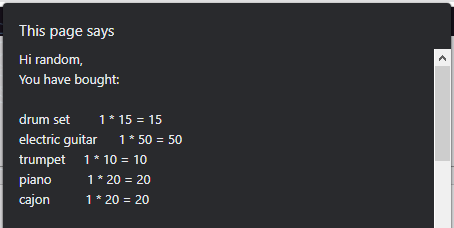 This page says
Hi random,
You have bought:
drum set 1 * 15 = 15
electric guitar 1 * 50 = 50
trumpet 1 * 10 = 10
piano 1 * 20 = 20
cajon 1 * 20 = 20